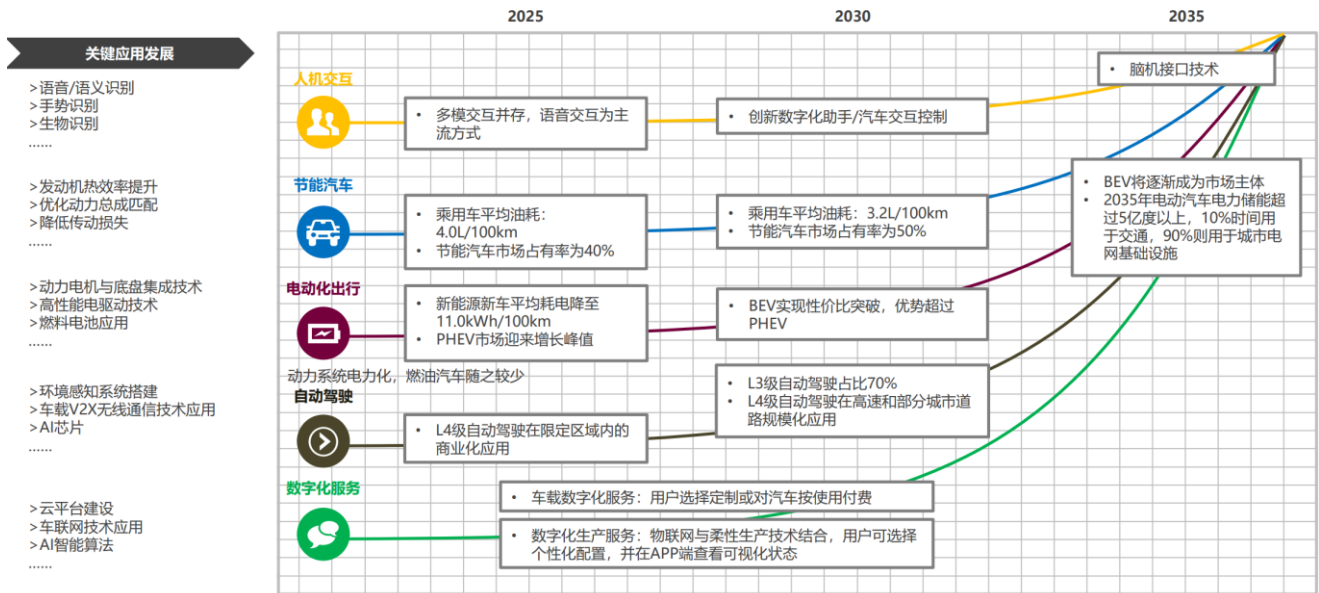 2025
2030
2035
关键应用发展
>语音/语义识别
>手势识别
>生物识别
......
人机交互
• 多模交互并存，语音交互为主
流方式
• 创新数字化助手/汽车交互控制
• 脑机接口技术
>发动机热效率提升
>优化动力总成匹配
>降低传动损失
......
节能汽车
• 乘用车平均油耗：
4.0L/100km
• 节能汽车市场占有率为40%
• 乘用车平均油耗：3.2L/100km
• 节能汽车市场占有率为50%
• BEV将逐渐成为市场主体
• 2035年电动汽车电力储能超
过5亿度以上，10%时间用
于交通，90%则用于城市电
网基础设施
>动力电机与底盘集成技术
>高性能电驱动技术
>燃料电池应用
......
电动化出行
• 新能源新车平均耗电降至
11.0kWh/100km
• PHEV市场迎来增长峰值
• BEV实现性价比突破，优势超过
PHEV
动力系统电力化，燃油汽车随之较少
>环境感知系统搭建
>车载V2X无线通信技术应用
>AI芯片
......
自动驾驶
• L4级自动驾驶在限定区域内的
商业化应用
• L3级自动驾驶占比70%
• L4级自动驾驶在高速和部分城市道
路规模化应用
>云平台建设
>车联网技术应用
>AI智能算法
......
数字化服务
• 车载数字化服务：用户选择定制或对汽车按使用付费
• 数字化生产服务：物联网与柔性生产技术结合，用户可选择
个性化配置，并在APP端查看可视化状态